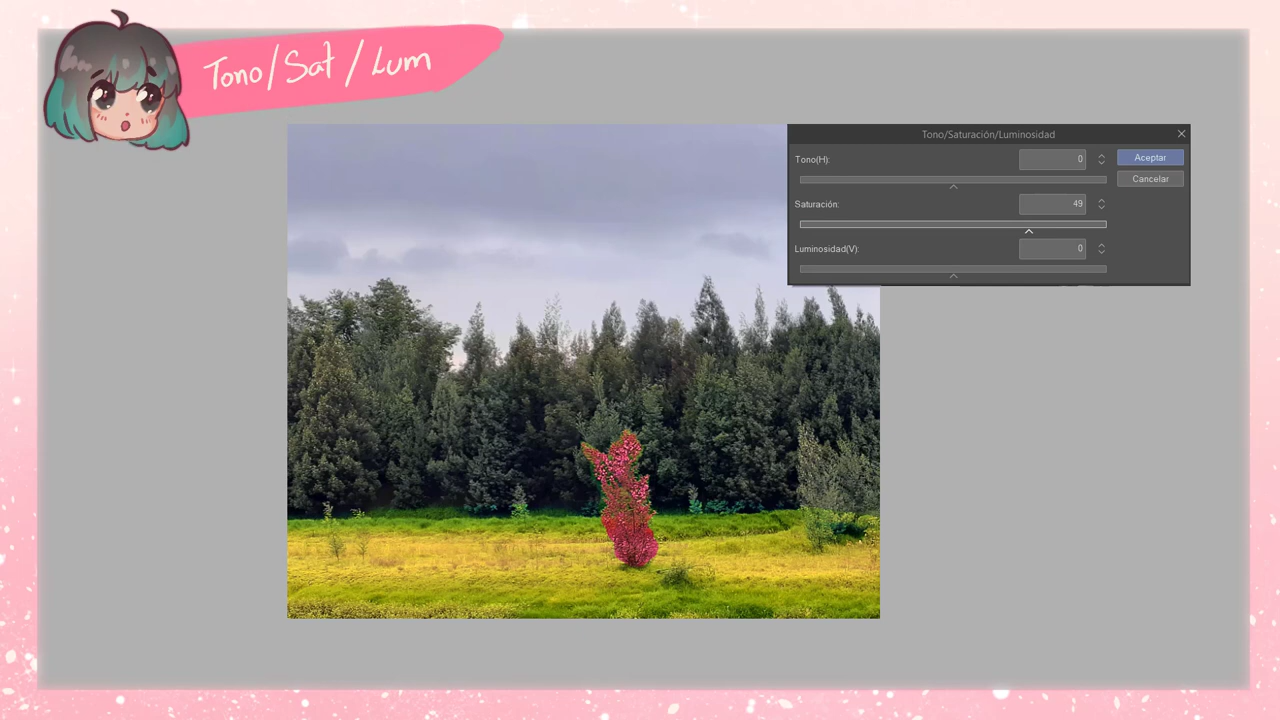 Tono/Sat/Lum
Tono/Saturación/Luminosidad
Tono(H):
0
Aceptar
Cancelar
Saturación:
49
Luminosidad(V):
0